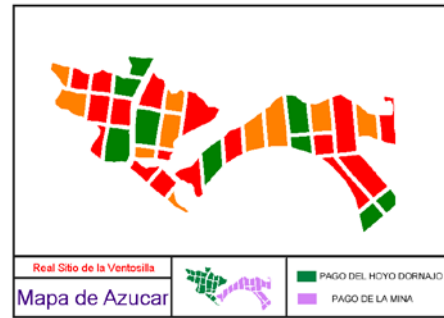 Real Sitio de la Ventosilla
Mapa de Azucar
PAGO DEL HOYO DORNAJO
PAGO DE LA MINA